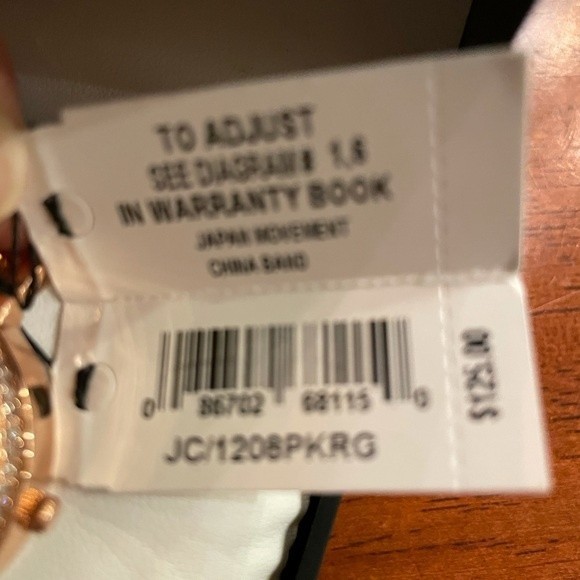 TO ADJUST
SEE DIAGRAM# 1,6
IN WARRANTY BOOK
JAPAN MOVEMENT
CHINA BAND
0 86702 68115 0
JC/1208PKRG
$125.00